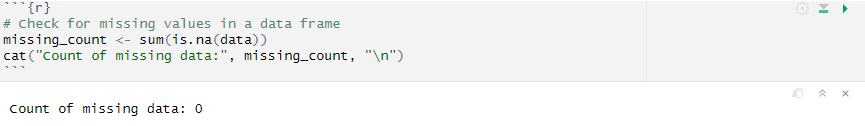 ```{r}
# Check for missing values in a data frame
missing_count <- sum(is.na(data))
cat("Count of missing data:", missing_count, "\n")
```
Count of missing data: 0